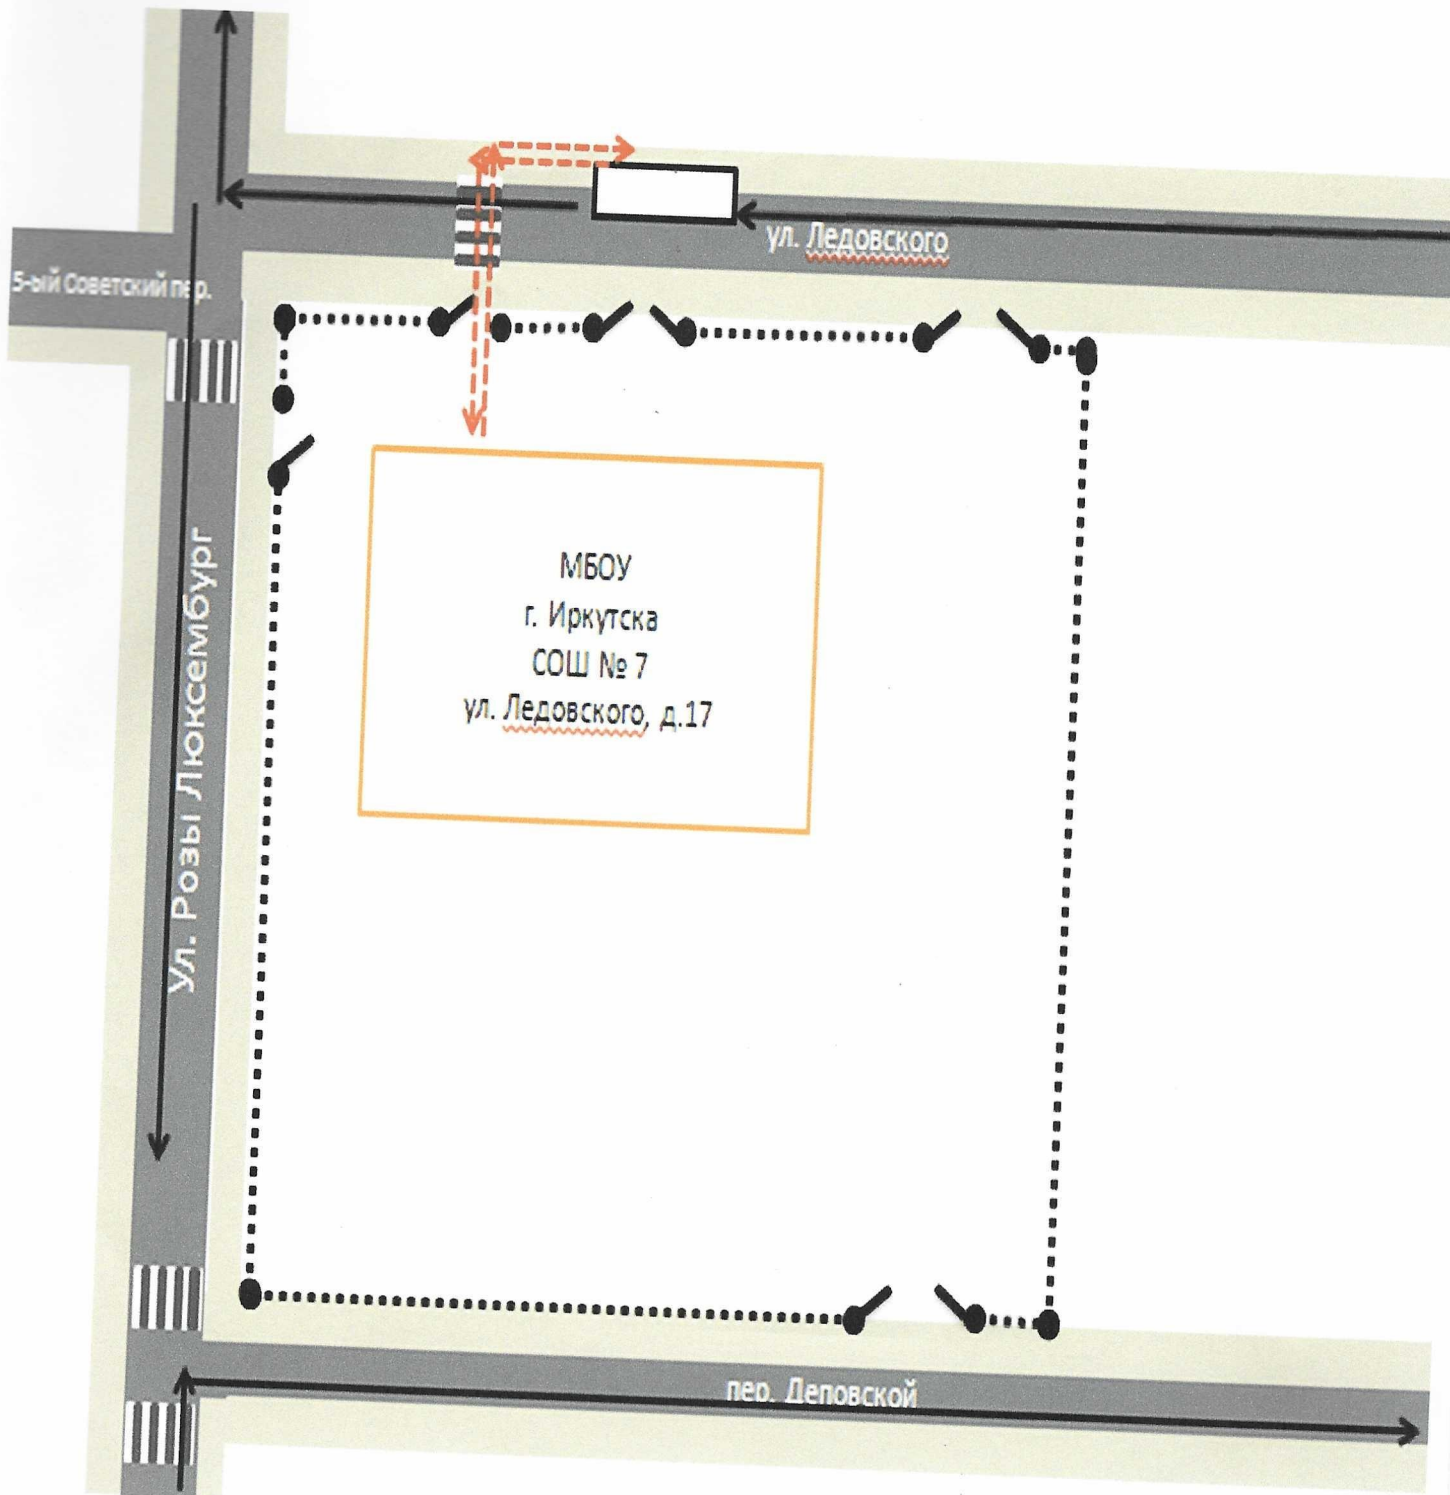 ул. Ледовского
5-ый Советский пер.
Ул. Розы Люксембург
МБОУ
г. Иркутска
СОШ № 7
ул. Ледовского, д.17
пер. Деповской